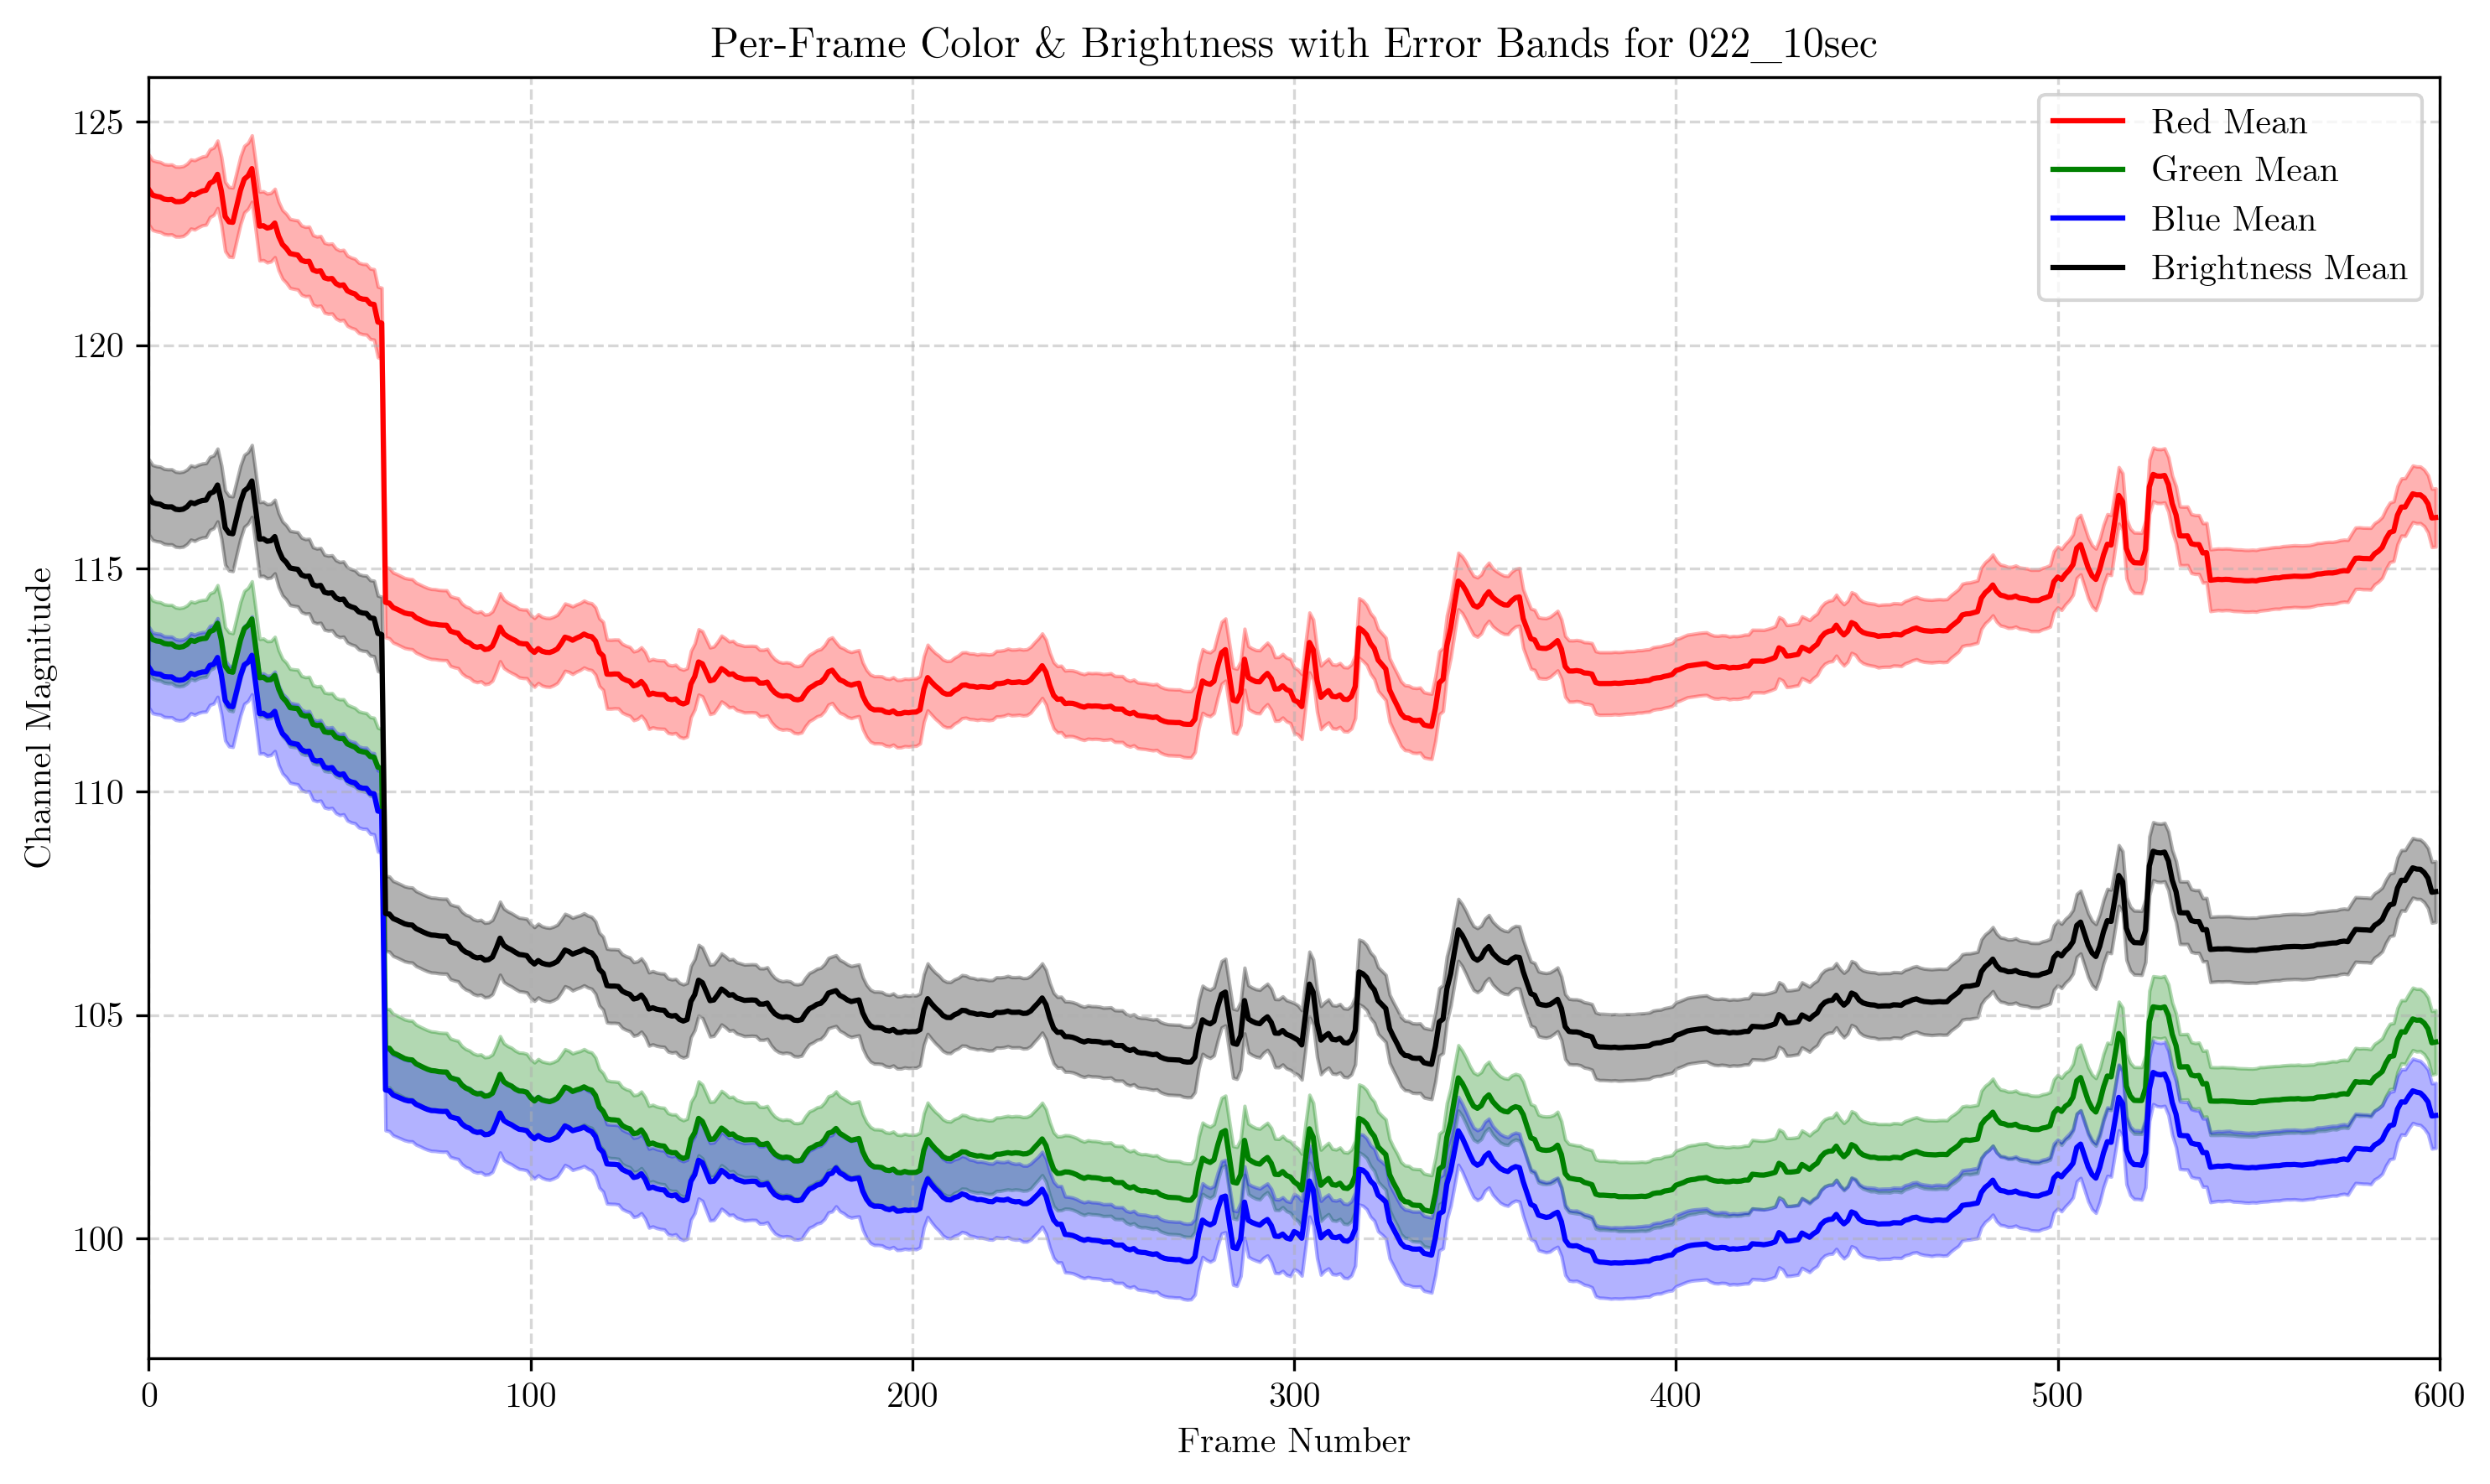 Per-Frame Color & Brightness with Error Bands for 022_10sec
Red Mean
Green Mean
Blue Mean
Brightness Mean
Channel Magnitude
125
120
115
110
105
100
0 100 200 300 400 500 600
Frame Number